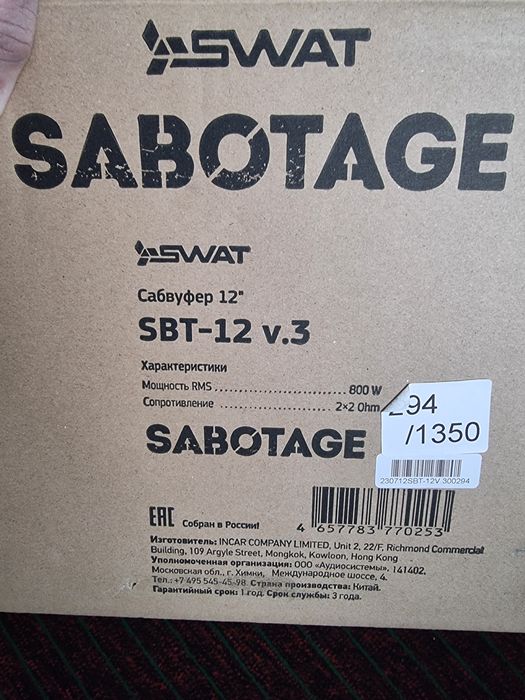 SWAT
SABOTAGE
SWAT
Сабвуфер 12"
SBT-12 v.3
Характеристики
Мощность RMS ........................ 800 W
Сопротивление ...................... 2×2 Ohm
294
/1350
SABOTAGE
230712SBT-12V 300294
4 657783 770253
EAC Собран в России!
Изготовитель: INCAR COMPANY LIMITED, Unit 2, 22/F, Richmond Commercial
Building, 109 Argyle Street, Mongkok, Kowloon, Hong Kong
Уполномоченная организация: ООО «Аудиосистемы». 141402,
Московская обл., г. Химки, Международное шоссе, 4.
Тел.: +7 495 545-45-98. Страна производства: Китай.
Гарантийный срок: 1 год. Срок службы: 3 года.